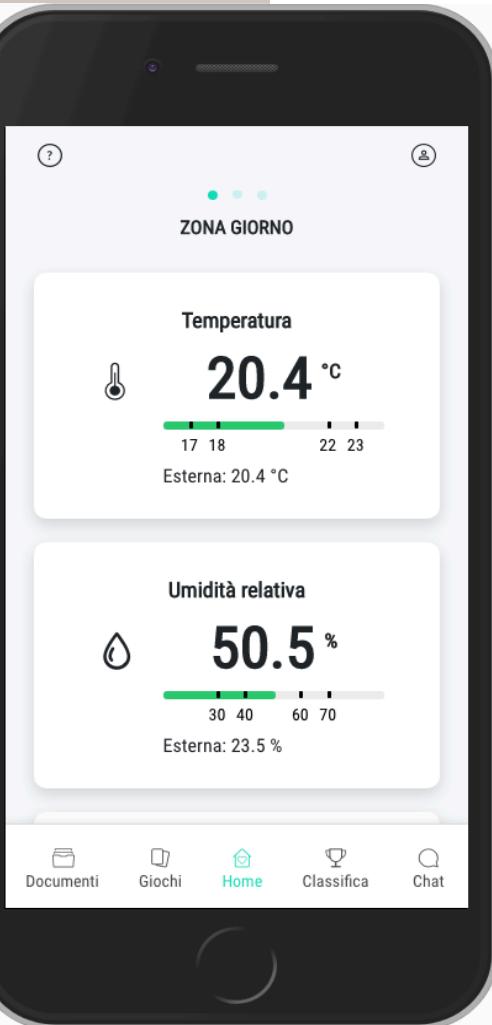 ?
ZONA GIORNO
Temperatura
20.4 °C
17 18 22 23
Esterna: 20.4 °C
Umidità relativa
50.5 %
30 40 60 70
Esterna: 23.5 %
Documenti Giochi Home Classifica Chat